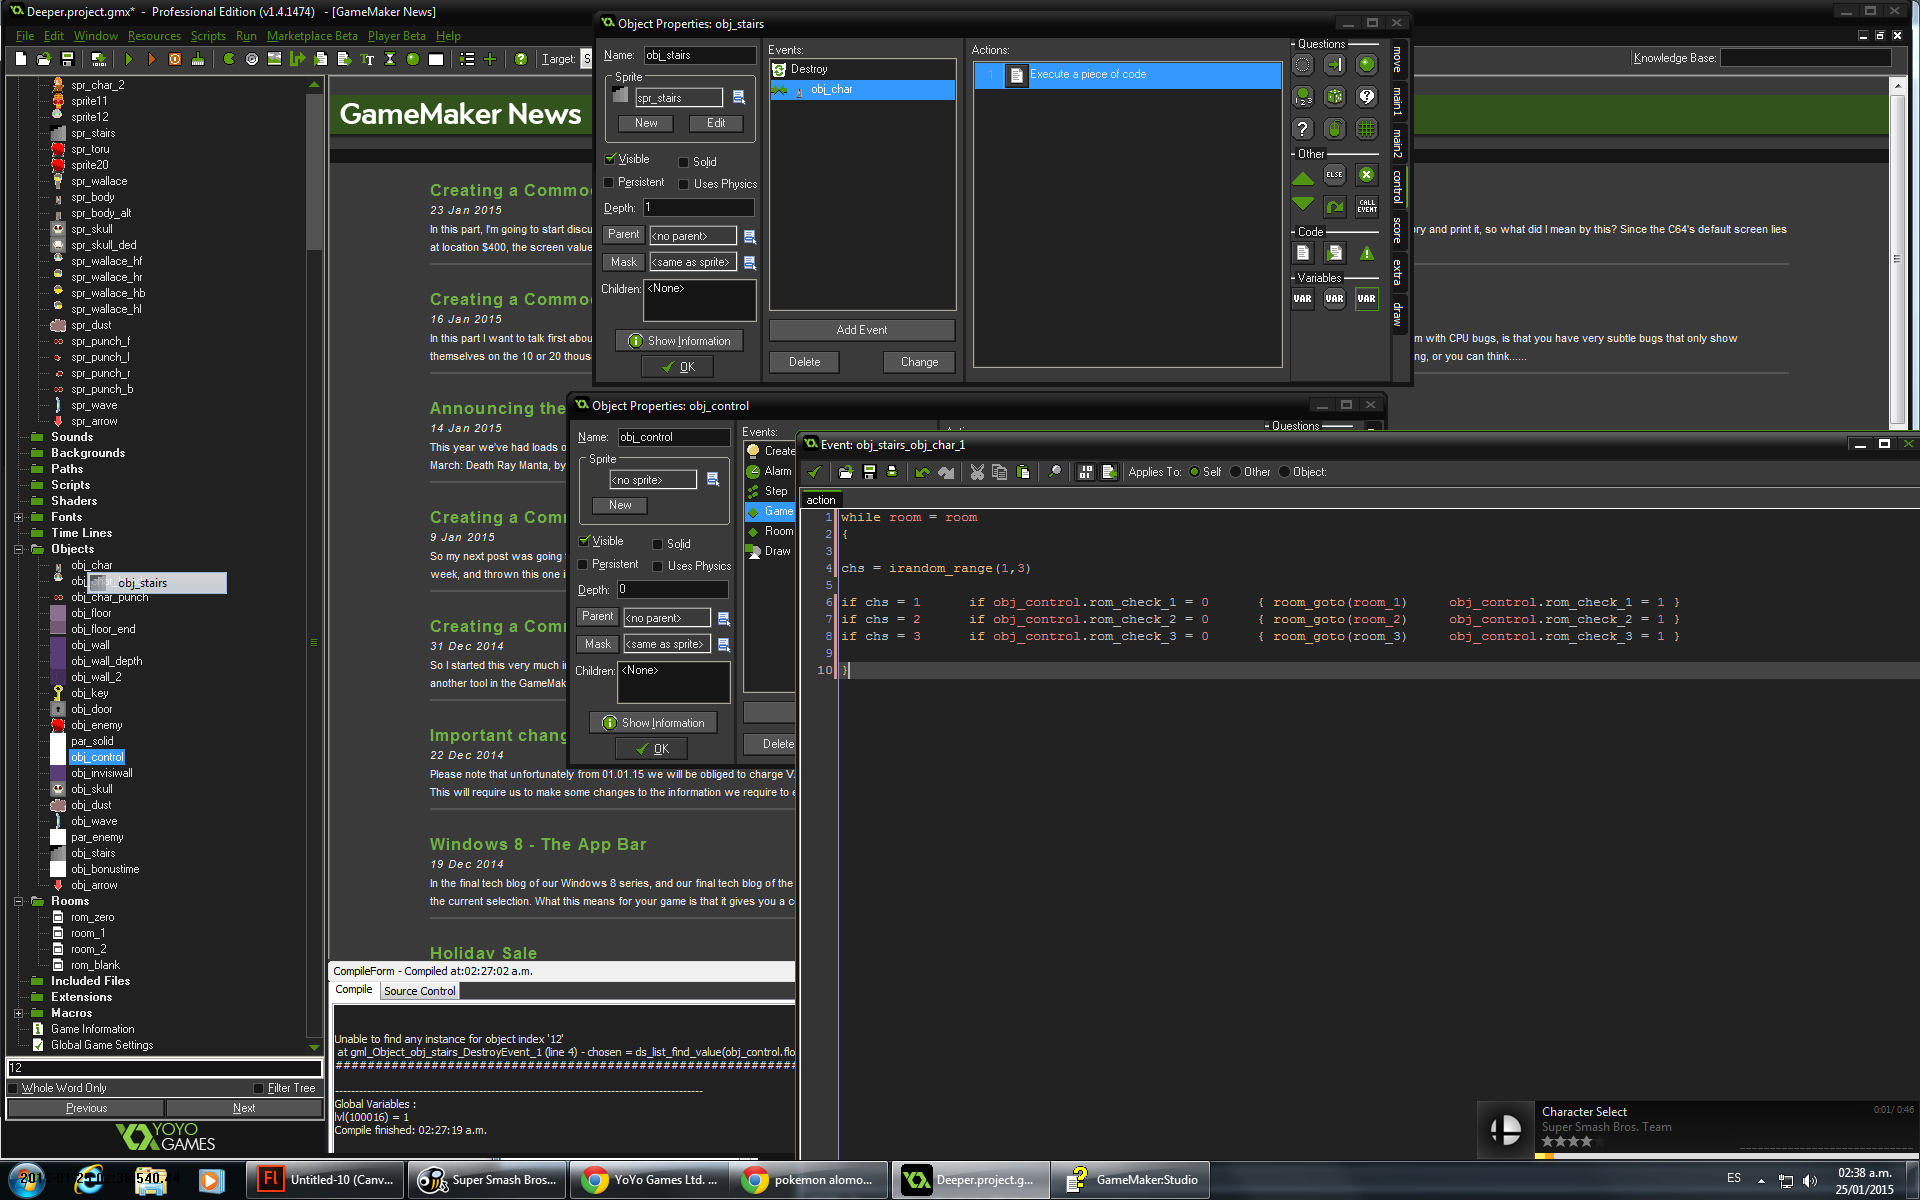 Deeper.project.gmx* - Professional Edition (v1.4.1474) - [GameMaker News]
File Edit Window Resources Scripts Run Marketplace Beta Player Beta Help
Target:
Knowledge Base:
spr_char_2
sprite11
sprite12
spr_stairs
spr_toru
sprite20
spr_wallace
spr_body
spr_body_alt
spr_skull
spr_skull_ded
spr_wallace_hf
spr_wallace_hr
spr_wallace_hb
spr_wallace_hl
spr_dust
spr_punch_f
spr_punch_l
spr_punch_r
spr_punch_b
spr_wave
spr_arrow
Sounds
Backgrounds
Paths
Scripts
Shaders
Fonts
Time Lines
Objects
obj_char
obj_stairs
obj_char_punch
obj_floor
obj_floor_end
obj_wall
obj_wall_depth
obj_wall_2
obj_key
obj_door
obj_enemy
par_solid
obj_control
obj_invisiwall
obj_skull
obj_dust
obj_wave
par_enemy
obj_stairs
obj_bonustime
obj_arrow
Rooms
rom_zero
room_1
room_2
rom_blank
Included Files
Extensions
Macros
Game Information
Global Game Settings
12
Whole Word Only
Filter Tree
Previous
Next
YOYO GAMES
GameMaker News
Creating a Commo
23 Jan 2015
In this part, I'm going to start discu
ory and print it, so what did I mean by this? Since the C64's default screen lies
at location $400, the screen value
Creating a Commo
16 Jan 2015
In this part I want to talk first abou
m with CPU bugs, is that you have very subtle bugs that only show
themselves on the 10 or 20 thous
ng, or you can think......
Announcing the
14 Jan 2015
This year we've had loads o
March: Death Ray Manta, by
Creating a Com
9 Jan 2015
So my next post was going
week, and thrown this one i
Creating a Com
31 Dec 2014
So I started this very much i
another tool in the GameMak
Important chang
22 Dec 2014
Please note that unfortunately from 01.01.15 we will be obliged to charge V
This will require us to make some changes to the information we require to e
Windows 8 - The App Bar
19 Dec 2014
In the final tech blog of our Windows 8 series, and our final tech blog of the
the current selection. What this means for your game is that it gives you a c
Holiday Sale
CompileForm - Compiled at:02:27:02 a.m.
Compile
Source Control
Unable to find any instance for object index '12'
at gml_Object_obj_stairs_DestroyEvent_1 (line 4) - chosen = ds_list_find_value(obj_control.flo
Global Variables :
lvl(100016) = 1
Compile finished: 02:27:19 a.m.
Object Properties: obj_stairs
Name: obj_stairs
Sprite
spr_stairs
New
Edit
Visible
Solid
Persistent
Uses Physics
Depth: 1
Parent <no parent>
Mask <same as sprite>
Children: <None>
Show Information
OK
Events:
Destroy
obj_char
Add Event
Delete
Change
Actions:
1 Execute a piece of code
Questions
Other
ELSE
CALL EVENT
Code
Variables
VAR VAR VAR
move
main1
main2
control
score
extra
draw
Object Properties: obj_control
Name: obj_control
Sprite
<no sprite>
New
Visible
Solid
Persistent
Uses Physics
Depth: 0
Parent <no parent>
Mask <same as sprite>
Children: <None>
Show Information
OK
Events:
Create
Alarm
Step
Game
Room
Draw
Delete
Questions
Event: obj_stairs_obj_char_1
Applies To: Self Other Object:
action
1 while room = room
2 {
3
4 chs = irandom_range(1,3)
5
6 if chs = 1 if obj_control.rom_check_1 = 0 { room_goto(room_1) obj_control.rom_check_1 = 1 }
7 if chs = 2 if obj_control.rom_check_2 = 0 { room_goto(room_2) obj_control.rom_check_2 = 1 }
8 if chs = 3 if obj_control.rom_check_3 = 0 { room_goto(room_3) obj_control.rom_check_3 = 1 }
9
10 }
Character Select
0:01/ 0:46
Super Smash Bros. Team
Untitled-10 (Canv...
Super Smash Bros...
YoYo Games Ltd. ...
pokemon alomo...
Deeper.project.g...
GameMaker:Studio
ES
02:38 a.m.
25/01/2015